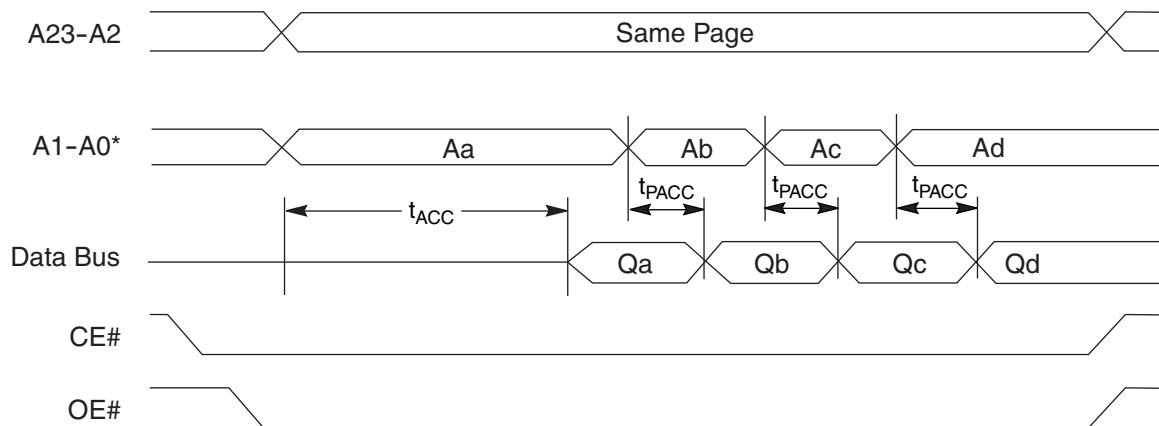 A23-A2 Same Page
A1-A0* Aa Ab Ac Ad
tACC tPACC tPACC tPACC
Data Bus Qa Qb Qc Qd
CE#
OE#